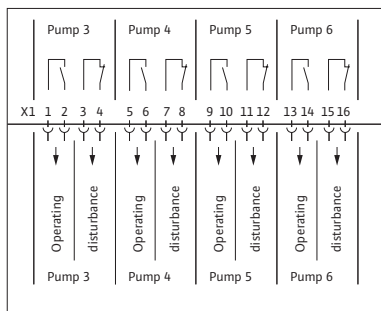 Pump 3 Pump 4 Pump 5 Pump 6
X1 1 2 3 4 5 6 7 8 9 10 11 12 13 14 15 16
Operating disturbance Operating disturbance Operating disturbance Operating disturbance
Pump 3 Pump 4 Pump 5 Pump 6